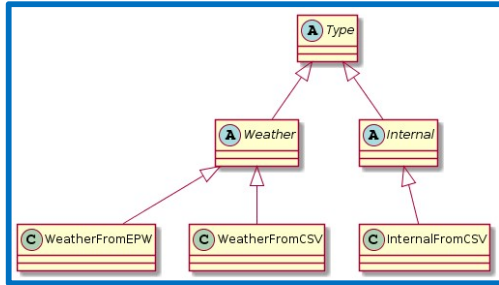 A Type
A Weather
A Internal
C WeatherFromEPW
C WeatherFromCSV
C InternalFromCSV